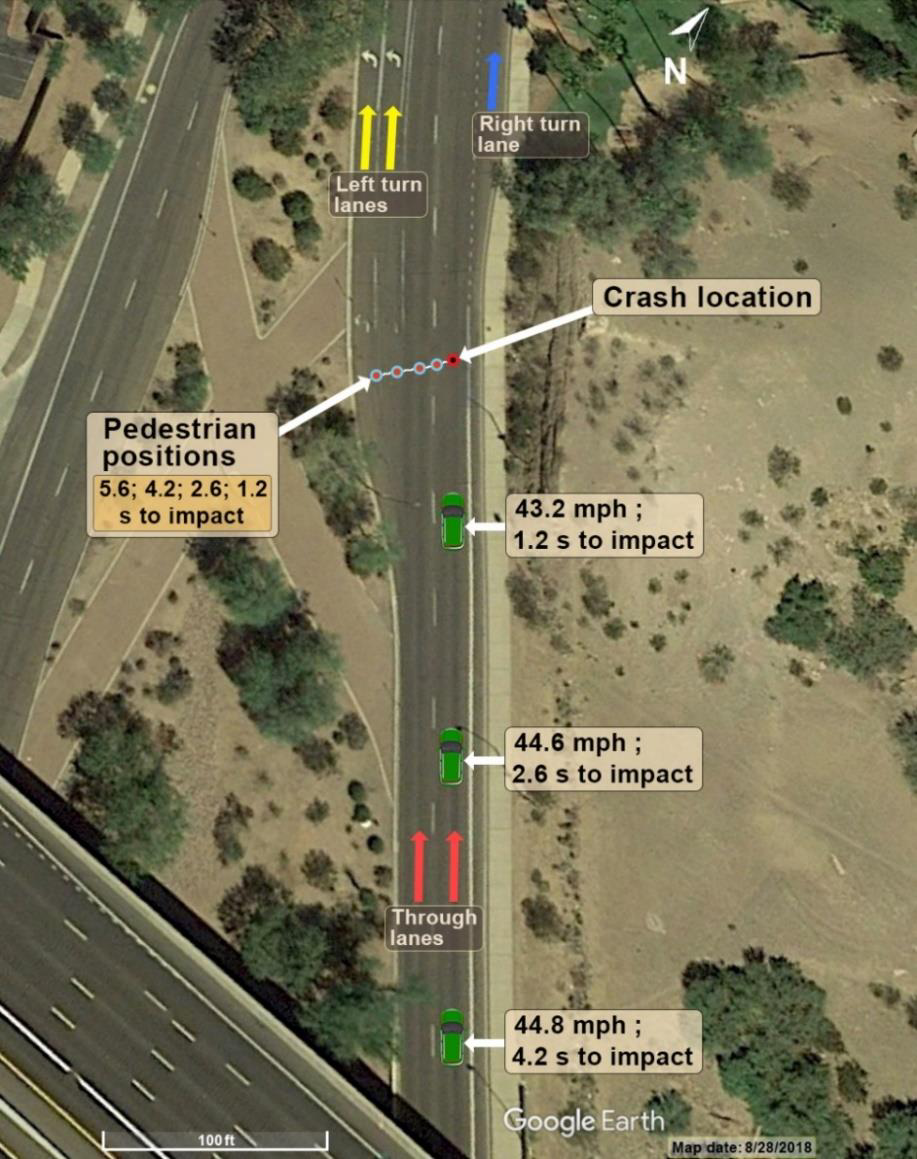 N
Right turn
lane
Left turn
lanes
Crash location
Pedestrian
positions
5.6; 4.2; 2.6; 1.2
s to impact
43.2 mph ;
1.2 s to impact
44.6 mph ;
2.6 s to impact
Through
lanes
44.8 mph ;
4.2 s to impact
Google Earth
100 ft
Map date: 8/28/2018